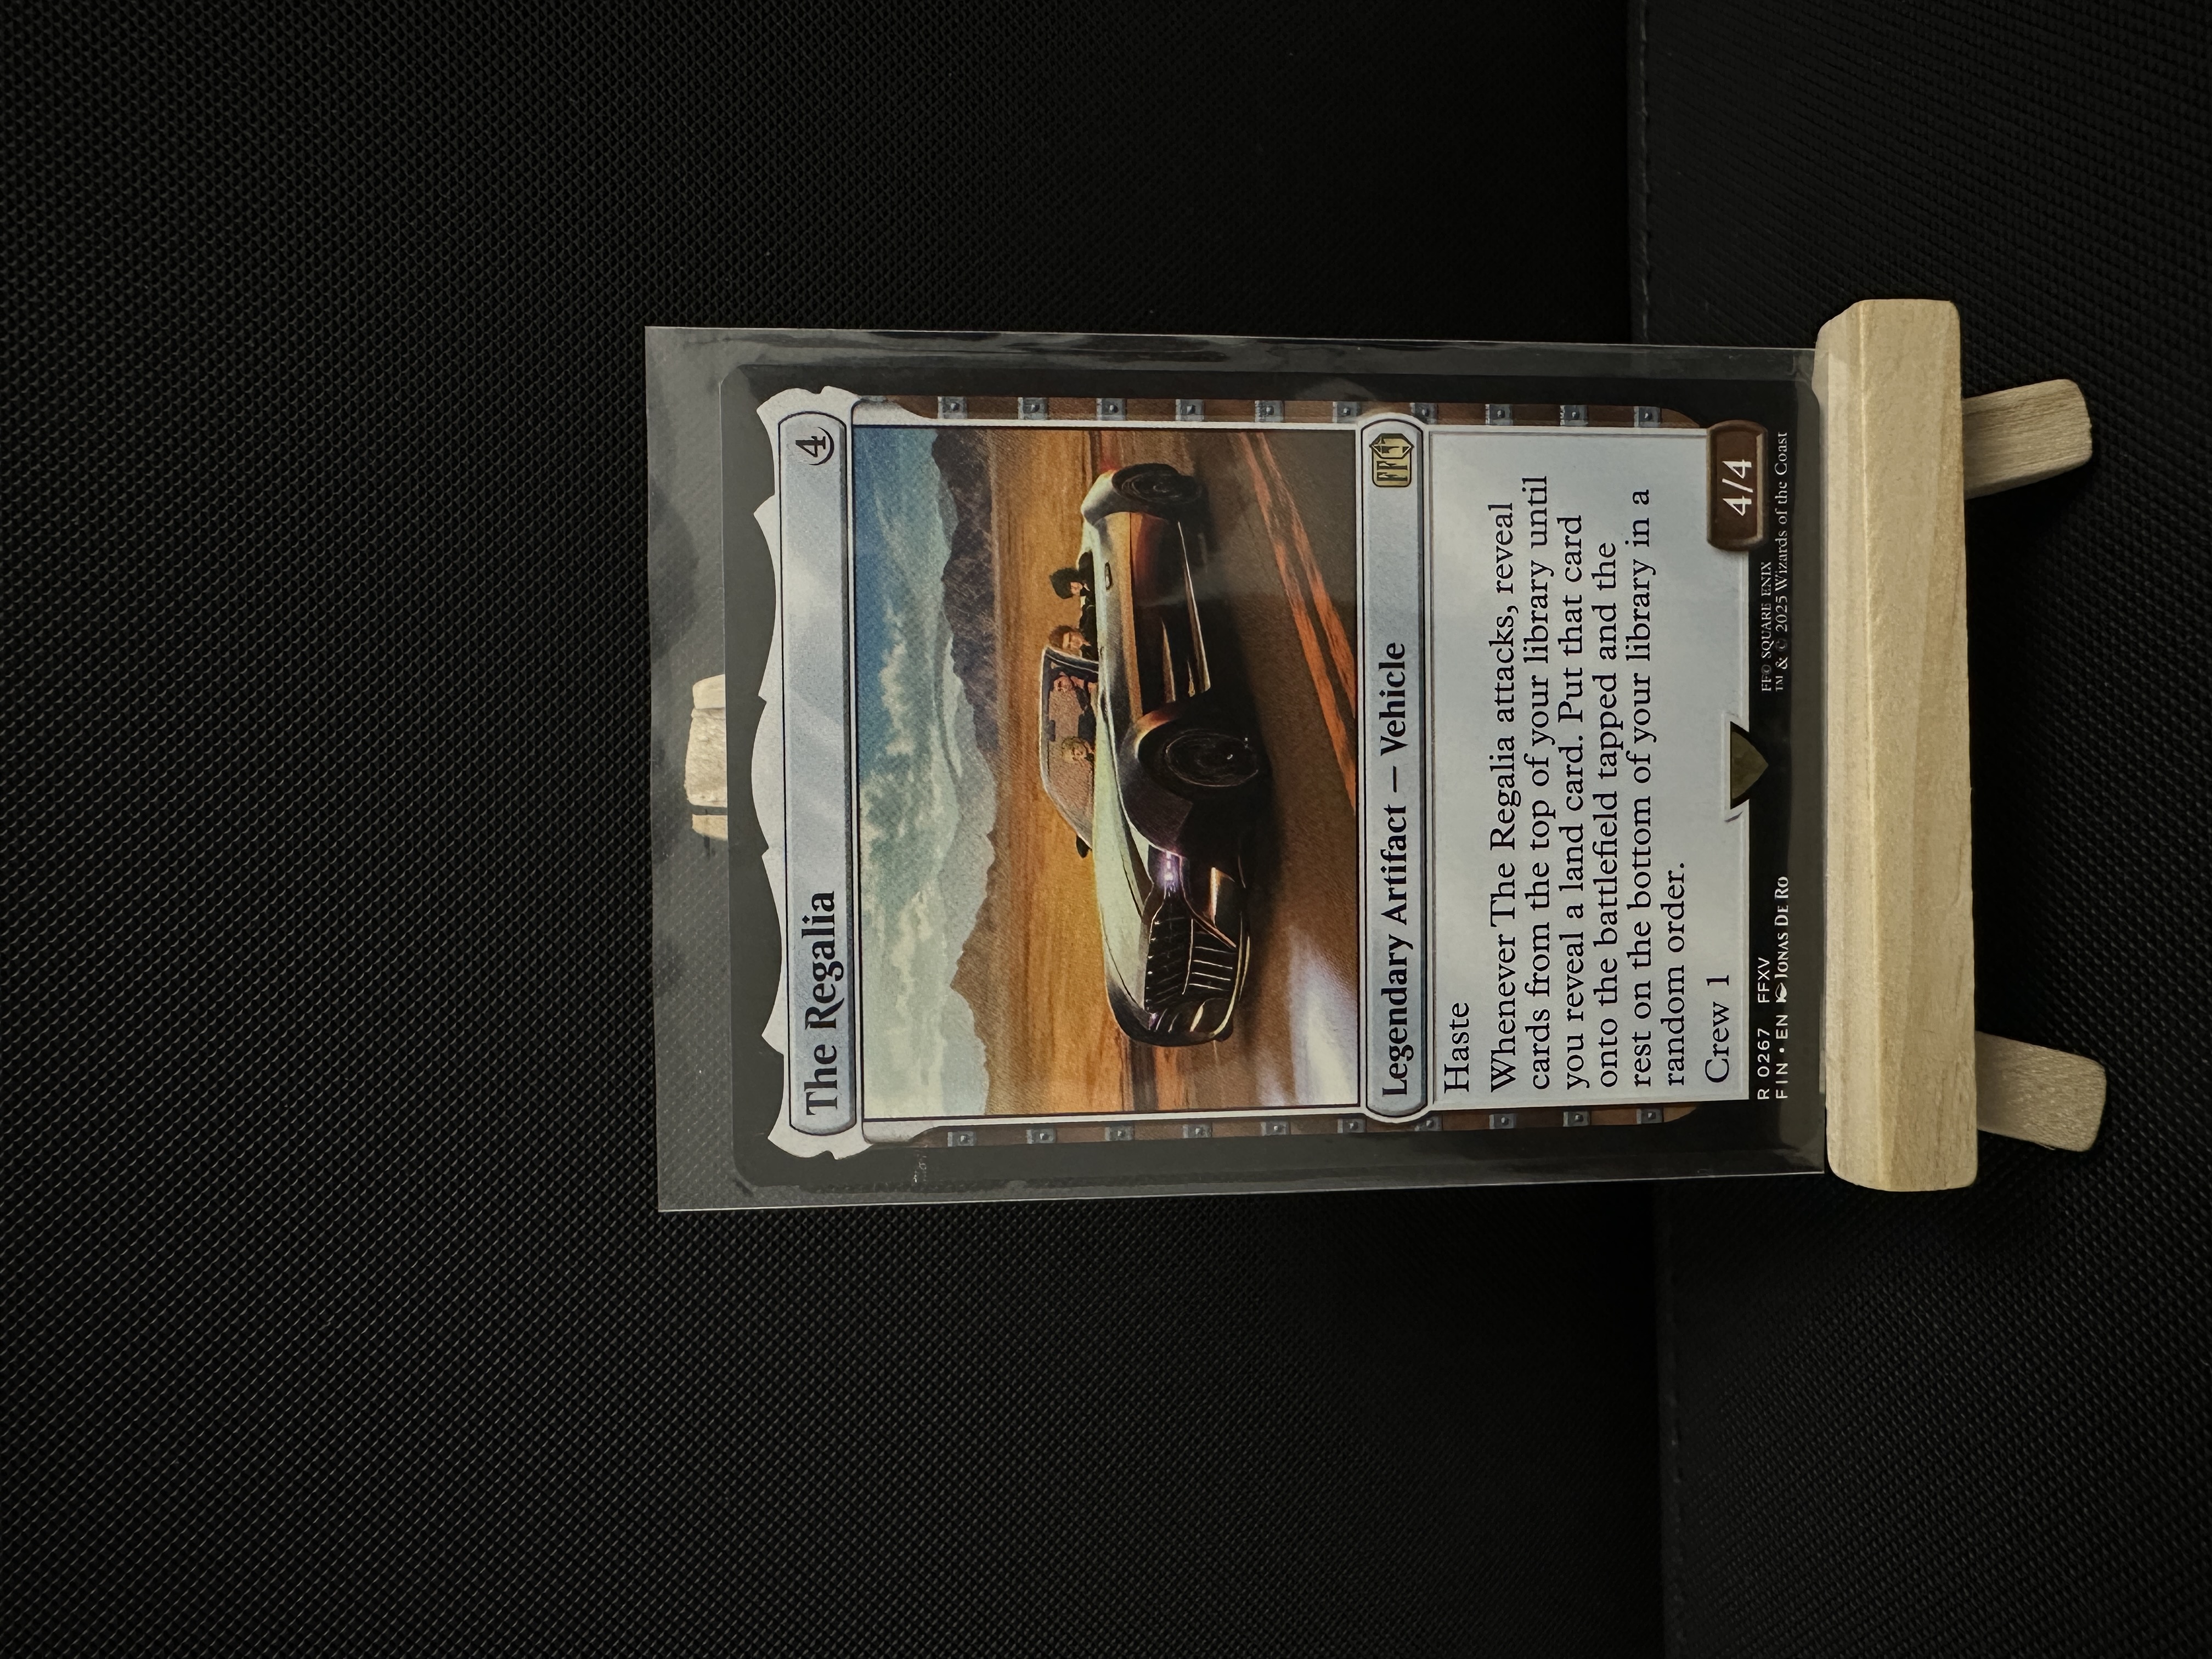 The Regalia 4
Legendary Artifact — Vehicle FF
Haste
Whenever The Regalia attacks, reveal
cards from the top of your library until
you reveal a land card. Put that card
onto the battlefield tapped and the
rest on the bottom of your library in a
random order.
Crew 1
4/4
R 0267 FFXV
FIN • EN Jonas De Ro
FF© SQUARE ENIX
™ & © 2025 Wizards of the Coast